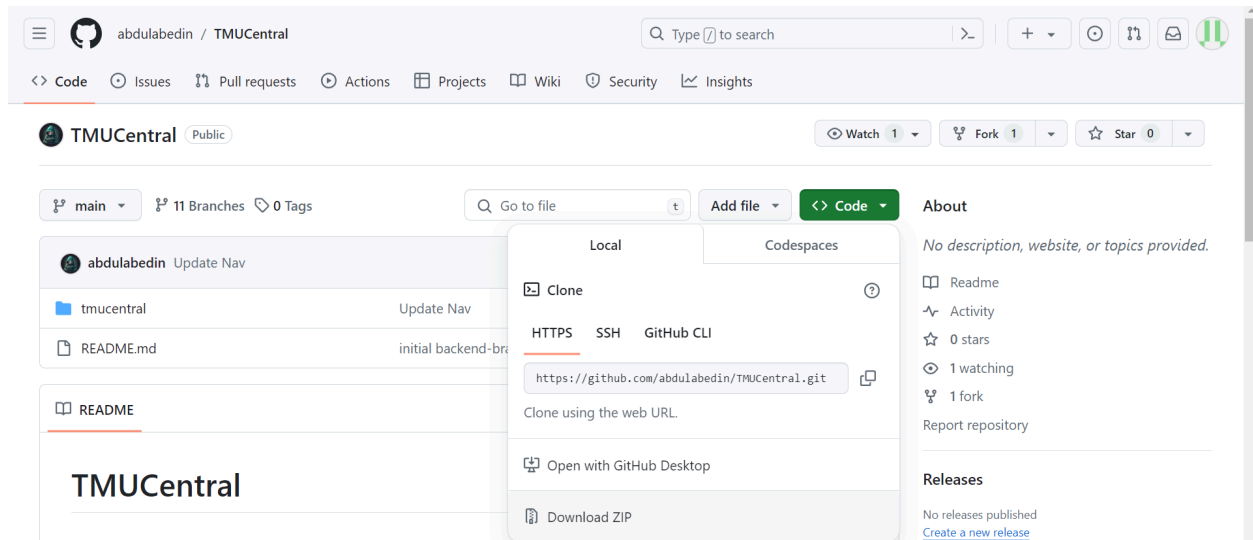 abdulabedin / TMUCentral
Type / to search
Code
Issues
Pull requests
Actions
Projects
Wiki
Security
Insights
TMUCentral Public
Watch 1
Fork 1
Star 0
main
11 Branches
0 Tags
Go to file t
Add file
<> Code
About
Local
Codespaces
No description, website, or topics provided.
abdulabedin Update Nav
Clone
Readme
tmucentral
Update Nav
Activity
HTTPS
SSH
GitHub CLI
0 stars
README.md
initial backend-bra
https://github.com/abdulabedin/TMUCentral.git
1 watching
1 fork
README
Clone using the web URL.
Report repository
Open with GitHub Desktop
TMUCentral
Releases
Download ZIP
No releases published
Create a new release